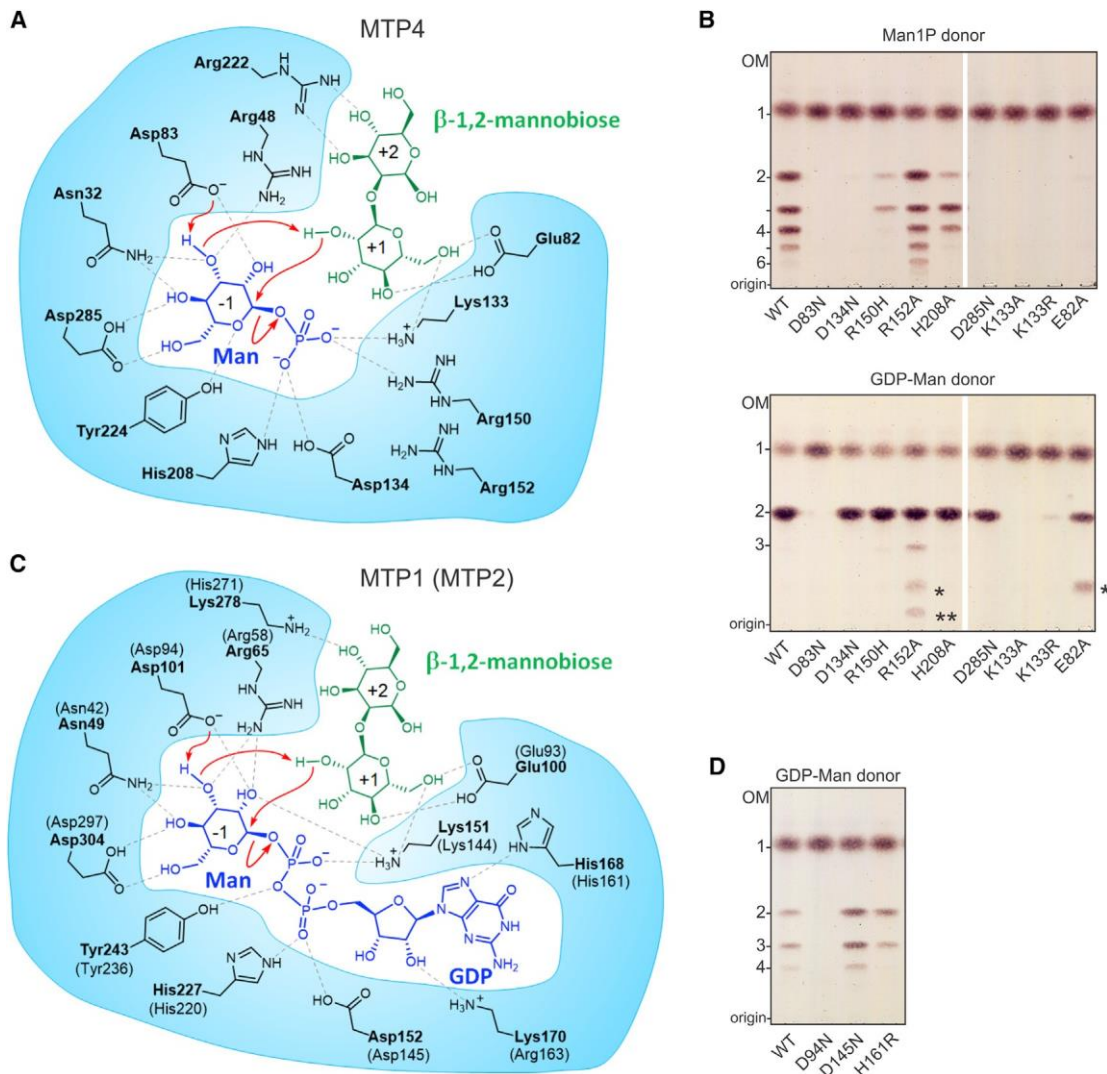 A
MTP4
Arg222
Arg48
Asp83
Asn32
Asp285
Man
-1
+1
+2
β-1,2-mannobiose
Glu82
Lys133
Arg150
Arg152
Asp134
His208
Tyr224
B
Man1P donor
OM
1
2
3
4
6
origin
WT
D83N
D134N
R150H
R152A
H208A
D285N
K133A
K133R
E82A
GDP-Man donor
OM
1
2
3
origin
*
**
*
WT
D83N
D134N
R150H
R152A
H208A
D285N
K133A
K133R
E82A
C
MTP1 (MTP2)
(His271)
Lys278
(Arg58)
Arg65
(Asp94)
Asp101
(Asn42)
Asn49
(Asp297)
Asp304
Man
-1
+1
+2
β-1,2-mannobiose
(Glu93)
Glu100
Lys151
(Lys144)
His168
(His161)
GDP
Lys170
(Arg163)
Asp152
(Asp145)
His227
(His220)
Tyr243
(Tyr236)
D
GDP-Man donor
OM
1
2
3
4
origin
WT
D94N
D145N
H161R